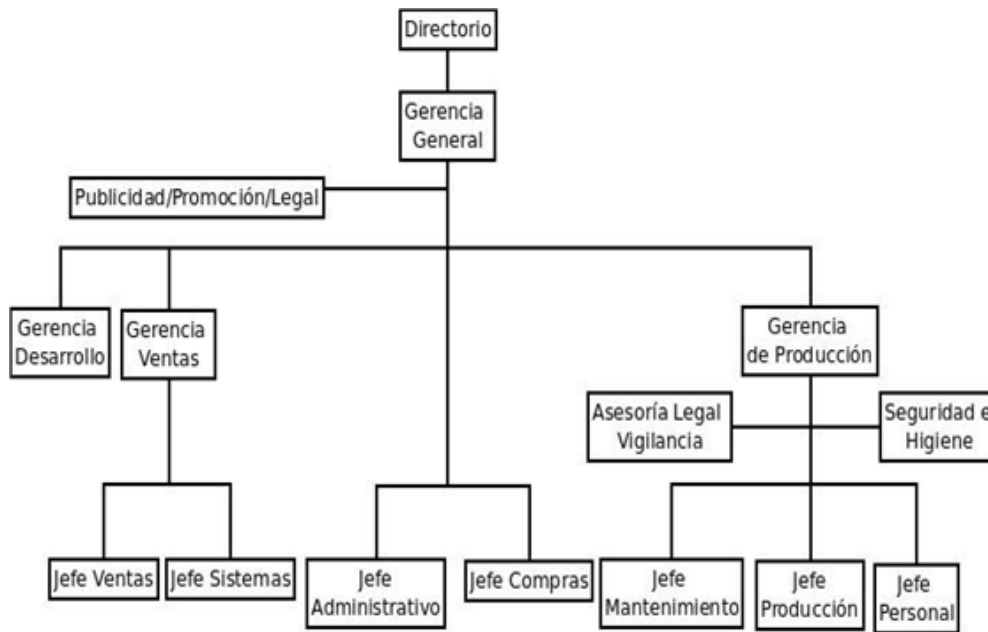 Directorio
Gerencia
General
Publicidad/Promoción/Legal
Gerencia
Desarrollo
Gerencia
Ventas
Gerencia
de Producción
Asesoría Legal
Vigilancia
Seguridad e
Higiene
Jefe Ventas
Jefe Sistemas
Jefe
Administrativo
Jefe Compras
Jefe
Mantenimiento
Jefe
Producción
Jefe
Personal